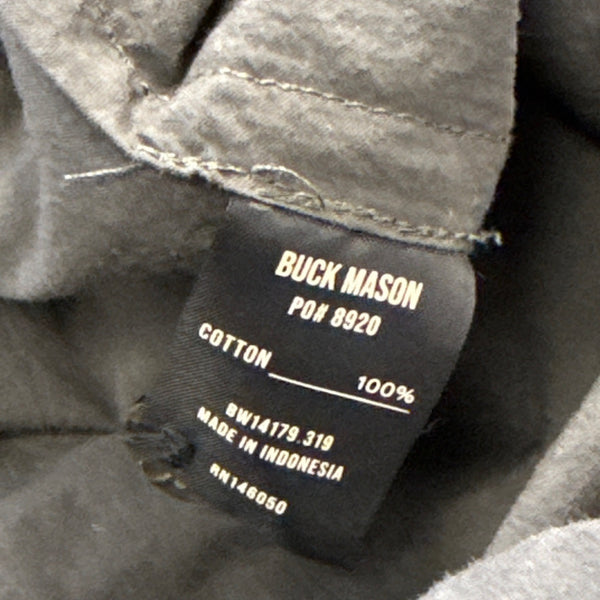 BUCK MASON
PO# 8920
COTTON 100%
BW14179.319
MADE IN INDONESIA
RN146050